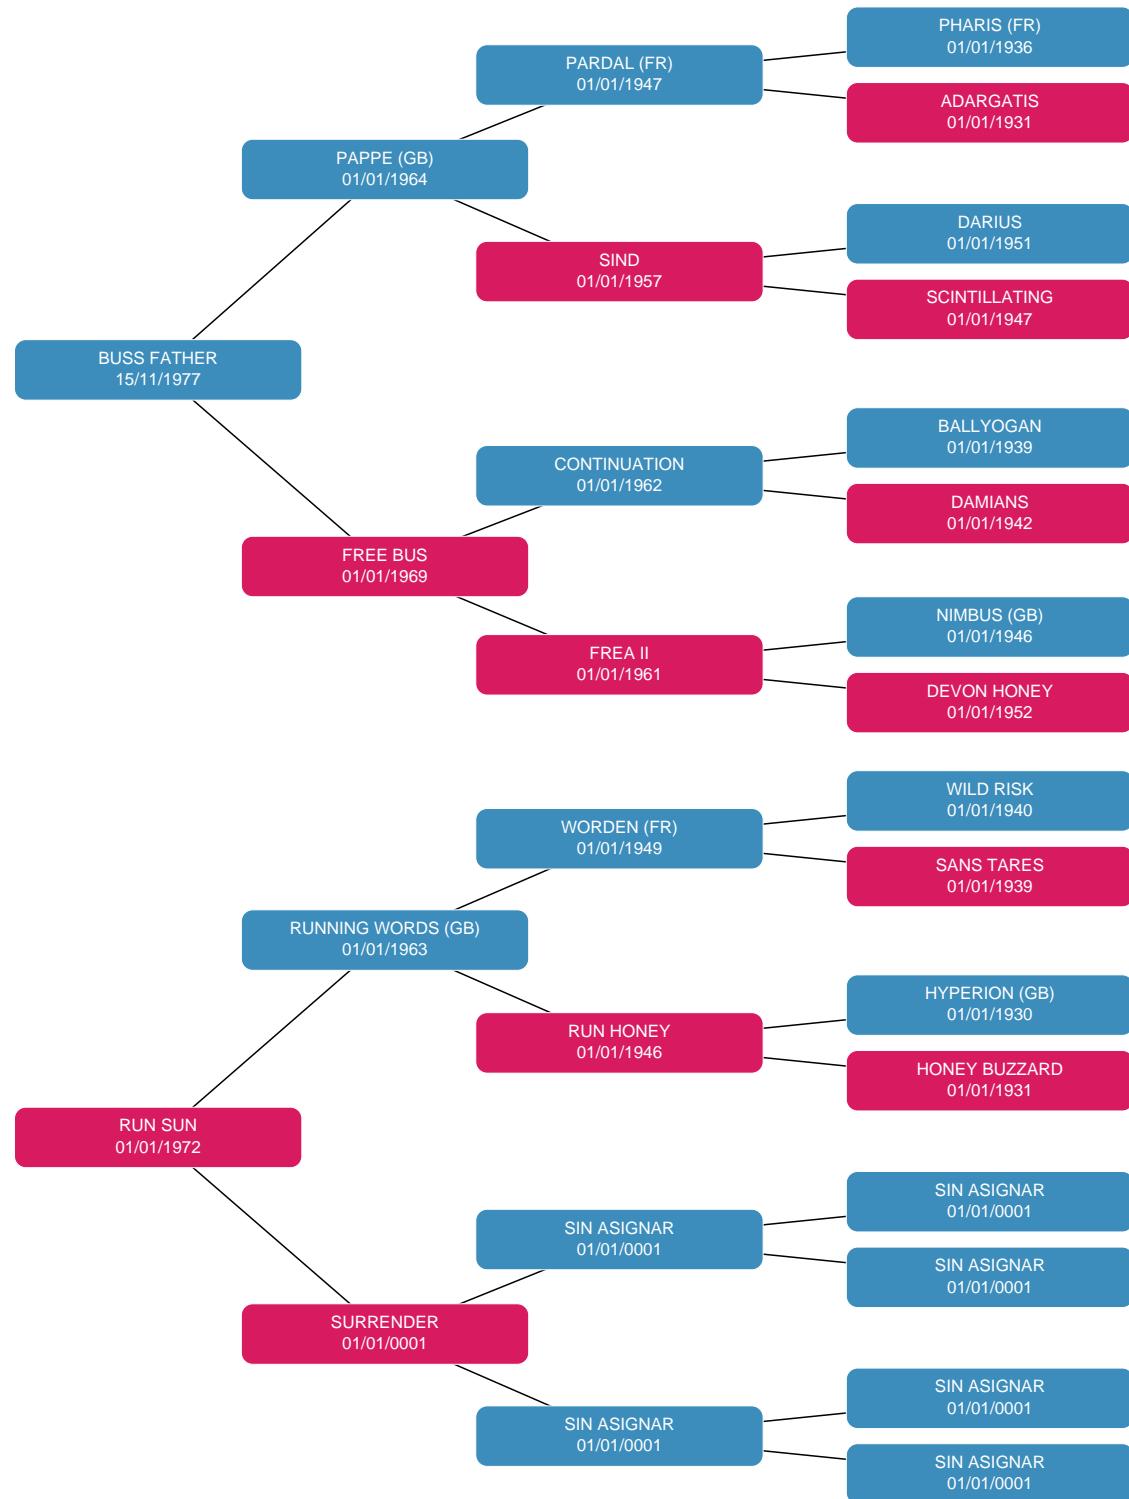 PHARIS (FR)
01/01/1936
PARDAL (FR)
01/01/1947
ADARGATIS
01/01/1931
PAPPE (GB)
01/01/1964
DARIUS
01/01/1951
SIND
01/01/1957
SCINTILLATING
01/01/1947
BUSS FATHER
15/11/1977
BALLYOGAN
01/01/1939
CONTINUATION
01/01/1962
DAMIANS
01/01/1942
FREE BUS
01/01/1969
NIMBUS (GB)
01/01/1946
FREA II
01/01/1961
DEVON HONEY
01/01/1952
WILD RISK
01/01/1940
WORDEN (FR)
01/01/1949
SANS TARES
01/01/1939
RUNNING WORDS (GB)
01/01/1963
HYPERION (GB)
01/01/1930
RUN HONEY
01/01/1946
HONEY BUZZARD
01/01/1931
RUN SUN
01/01/1972
SIN ASIGNAR
01/01/0001
SIN ASIGNAR
01/01/0001
SIN ASIGNAR
01/01/0001
SURRENDER
01/01/0001
SIN ASIGNAR
01/01/0001
SIN ASIGNAR
01/01/0001
SIN ASIGNAR
01/01/0001